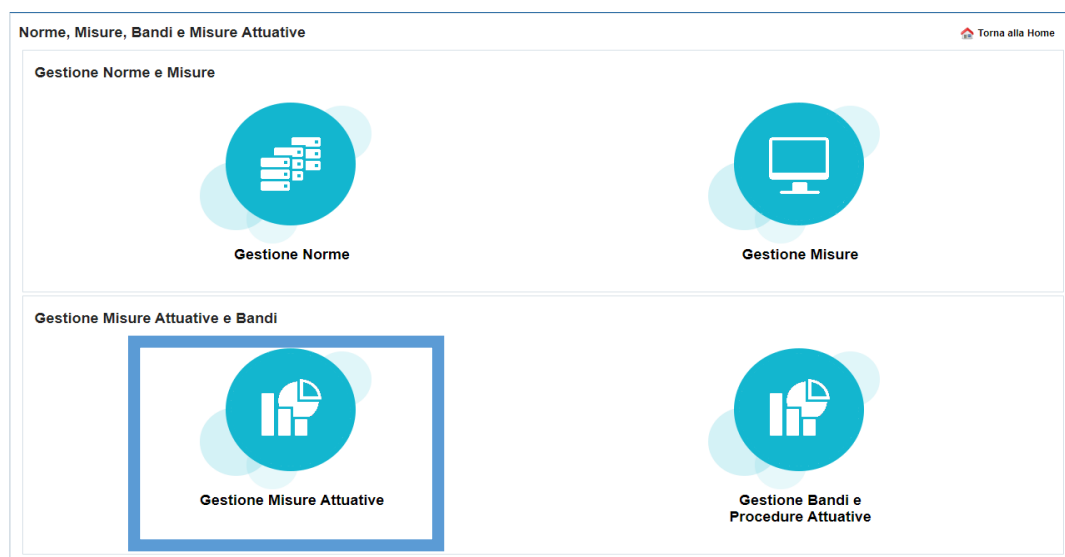 Norme, Misure, Bandi e Misure Attuative
Torna alla Home
Gestione Norme e Misure
Gestione Norme
Gestione Misure
Gestione Misure Attuative e Bandi
Gestione Misure Attuative
Gestione Bandi e
Procedure Attuative